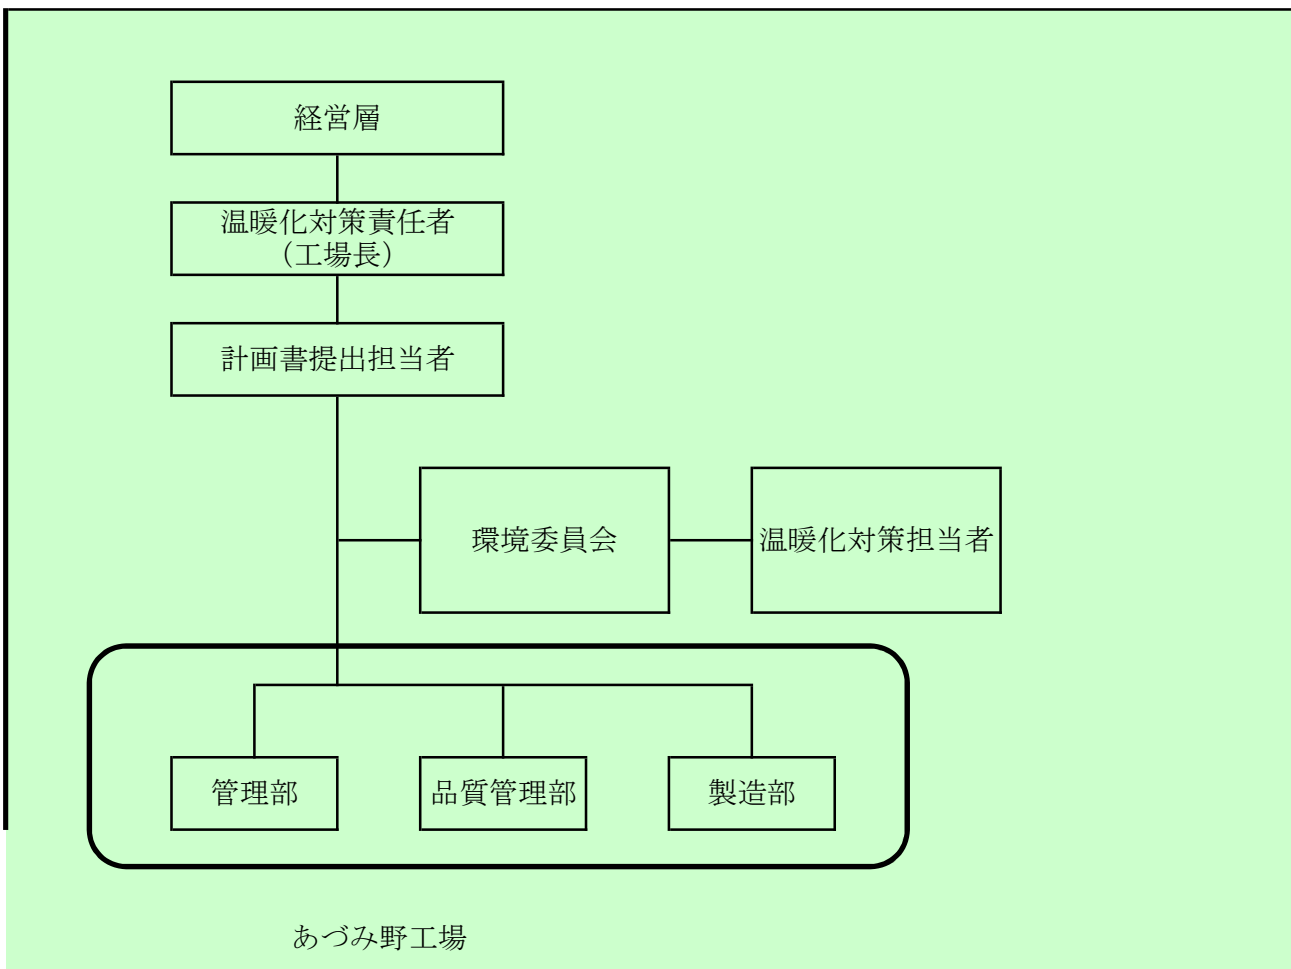 経営層
温暖化対策責任者
（工場長）
計画書提出担当者
環境委員会
温暖化対策担当者
管理部
品質管理部
製造部
あづみ野工場